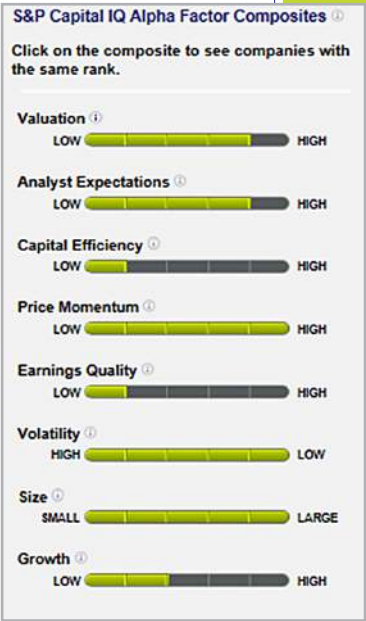 S&P Capital IQ Alpha Factor Composites
Click on the composite to see companies with
the same rank.
Valuation
LOW HIGH
Analyst Expectations
LOW HIGH
Capital Efficiency
LOW HIGH
Price Momentum
LOW HIGH
Earnings Quality
LOW HIGH
Volatility
HIGH LOW
Size
SMALL LARGE
Growth
LOW HIGH